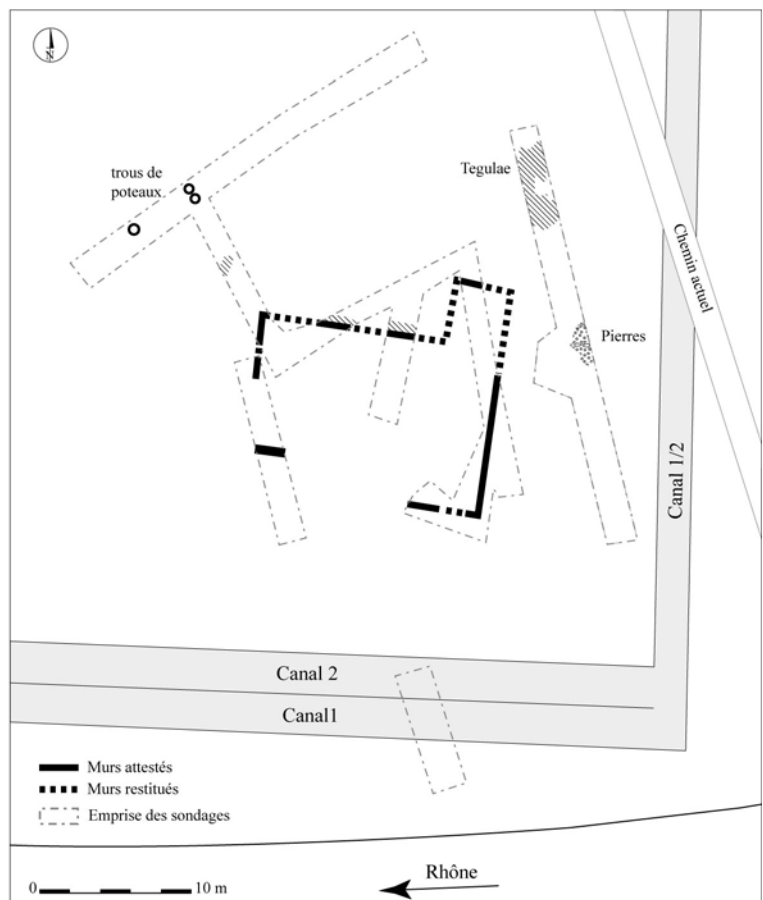 N
trous de
poteaux
Tegulae
Chemin actuel
Pierres
Canal 1/2
Canal 2
Canal1
Murs attestés
Murs restitués
Emprise des sondages
0
10 m
Rhône